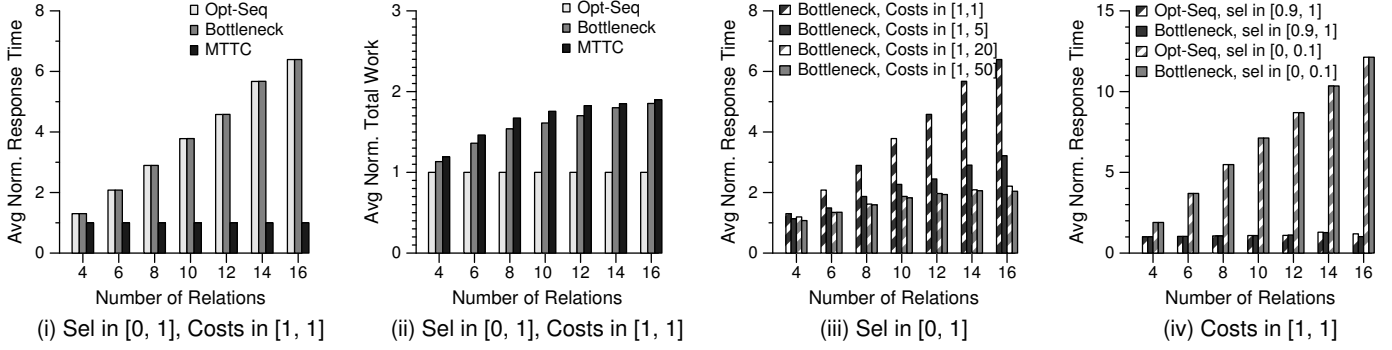 Avg Norm. Response Time
8
6
4
2
0
Opt-Seq
Bottleneck
MTTC
4 6 8 10 12 14 16
Number of Relations
(i) Sel in [0, 1], Costs in [1, 1]
Avg Norm. Total Work
3
2
1
0
Opt-Seq
Bottleneck
MTTC
4 6 8 10 12 14 16
Number of Relations
(ii) Sel in [0, 1], Costs in [1, 1]
Avg Norm. Response Time
8
6
4
2
0
Bottleneck, Costs in [1,1]
Bottleneck, Costs in [1, 5]
Bottleneck, Costs in [1, 20]
Bottleneck, Costs in [1, 50]
4 6 8 10 12 14 16
Number of Relations
(iii) Sel in [0, 1]
Avg Norm. Response Time
15
10
5
0
Opt-Seq, sel in [0.9, 1]
Bottleneck, sel in [0.9, 1]
Opt-Seq, sel in [0, 0.1]
Bottleneck, sel in [0, 0.1]
4 6 8 10 12 14 16
Number of Relations
(iv) Costs in [1, 1]